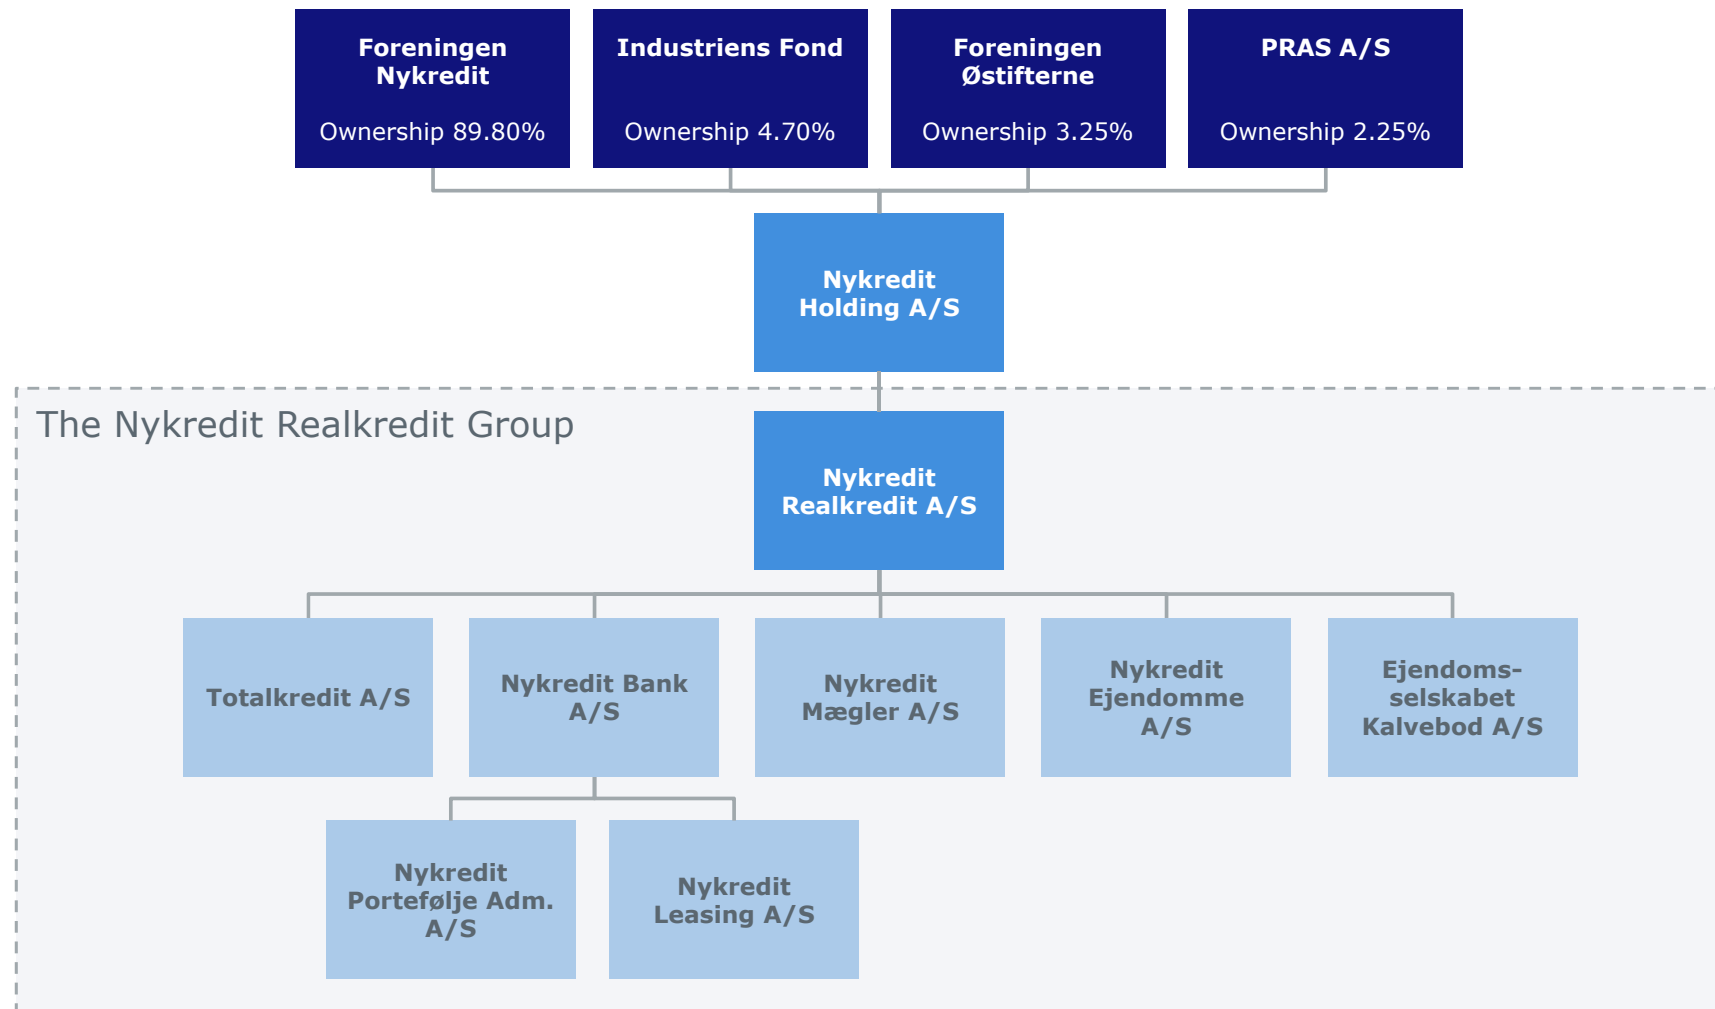 Foreningen
Nykredit
Ownership 89.80%
Industriens Fond
Ownership 4.70%
Foreningen
Østifterne
Ownership 3.25%
PRAS A/S
Ownership 2.25%
Nykredit
Holding A/S
The Nykredit Realkredit Group
Nykredit
Realkredit A/S
Totalkredit A/S
Nykredit Bank
A/S
Nykredit
Mægler A/S
Nykredit
Ejendomme
A/S
Ejendoms-
selskabet
Kalvebod A/S
Nykredit
Portefølje Adm.
A/S
Nykredit
Leasing A/S